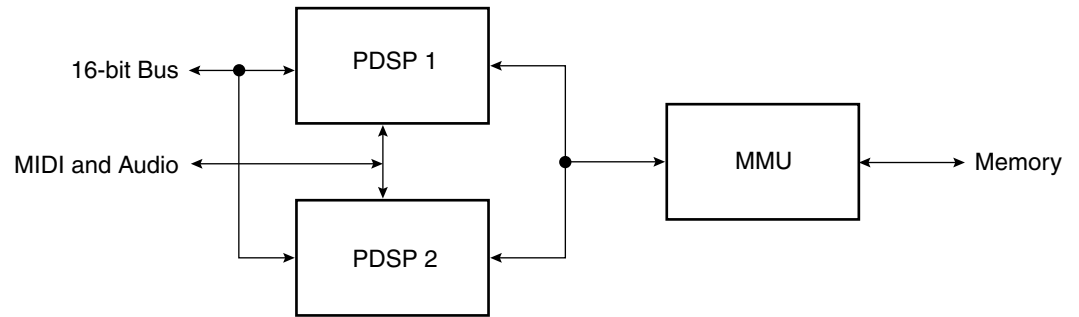 PDSP 1
16-bit Bus
MIDI and Audio
MMU
Memory
PDSP 2